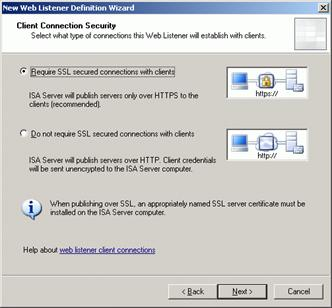 New Web Listener Definition Wizard
Client Connection Security
Select what type of connections this Web Listener will establish with clients.
Require SSL secured connections with clients
https://
ISA Server will publish servers only over HTTPS to
the clients (recommended).
Do not require SSL secured connections with clients
http://
ISA Server will publish servers over HTTP. Client credentials
will be sent unencrypted to the ISA Server computer.
When publishing over SSL, an appropriately named SSL server certificate must be
installed on the ISA Server computer.
Help about web listener client connections
< Back Next > Cancel